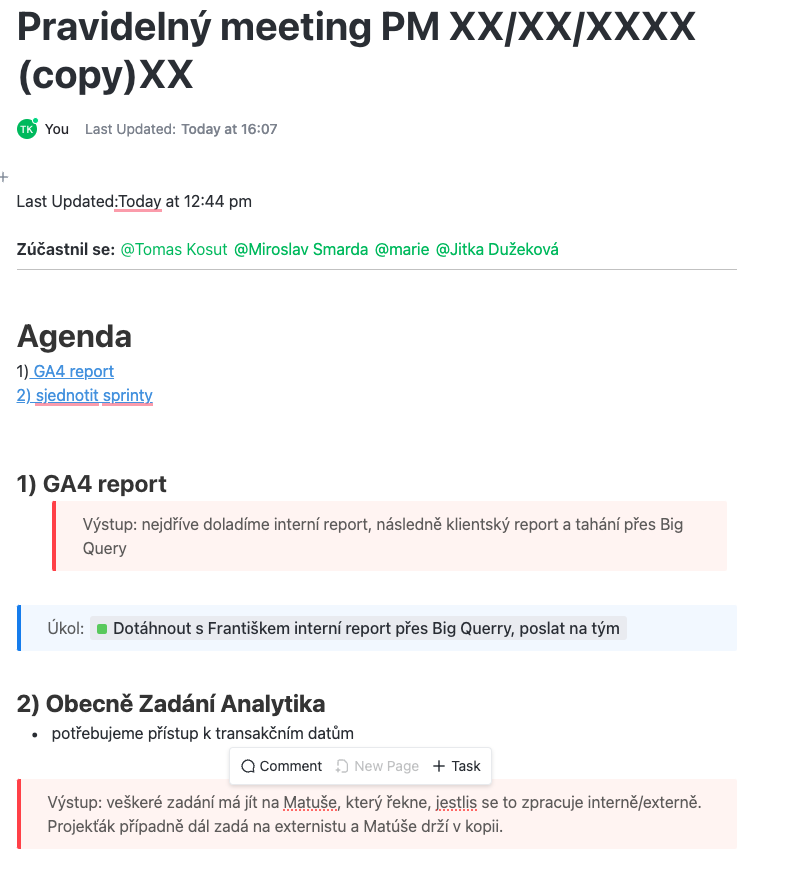 Pravidelný meeting PM XX/XX/XXXX
(copy)XX
TK You Last Updated: Today at 16:07
+
Last Updated:Today at 12:44 pm
Zúčastnil se: @Tomas Kosut @Miroslav Smarda @marie @Jitka Dužeková
Agenda
1) GA4 report
2) sjednotit sprinty
1) GA4 report
Výstup: nejdříve doladíme interní report, následně klientský report a tahání přes Big
Query
Úkol: Dotáhnout s Františkem interní report přes Big Querry, poslat na tým
2) Obecně Zadání Analytika
• potřebujeme přístup k transakčním datům
Comment New Page + Task
Výstup: veškeré zadání má jít na Matuše, který řekne, jestlis se to zpracuje interně/externě.
Projekťák případně dál zadá na externistu a Matúše drží v kopii.